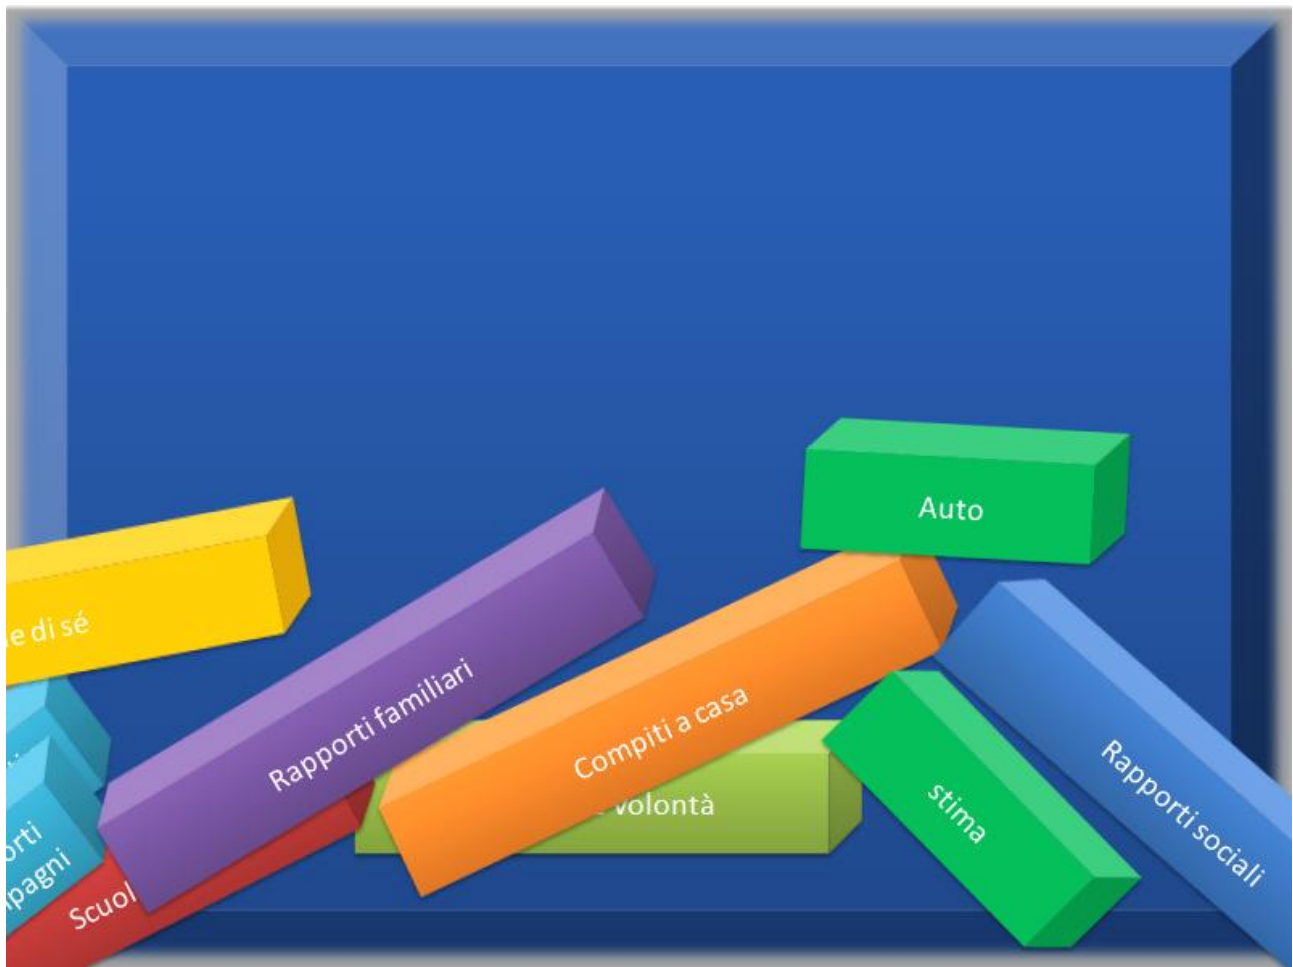 Auto
e di sé
Rapporti familiari
Compiti a casa
volontà
stima
Rapporti sociali
orti
pagni
Scuol